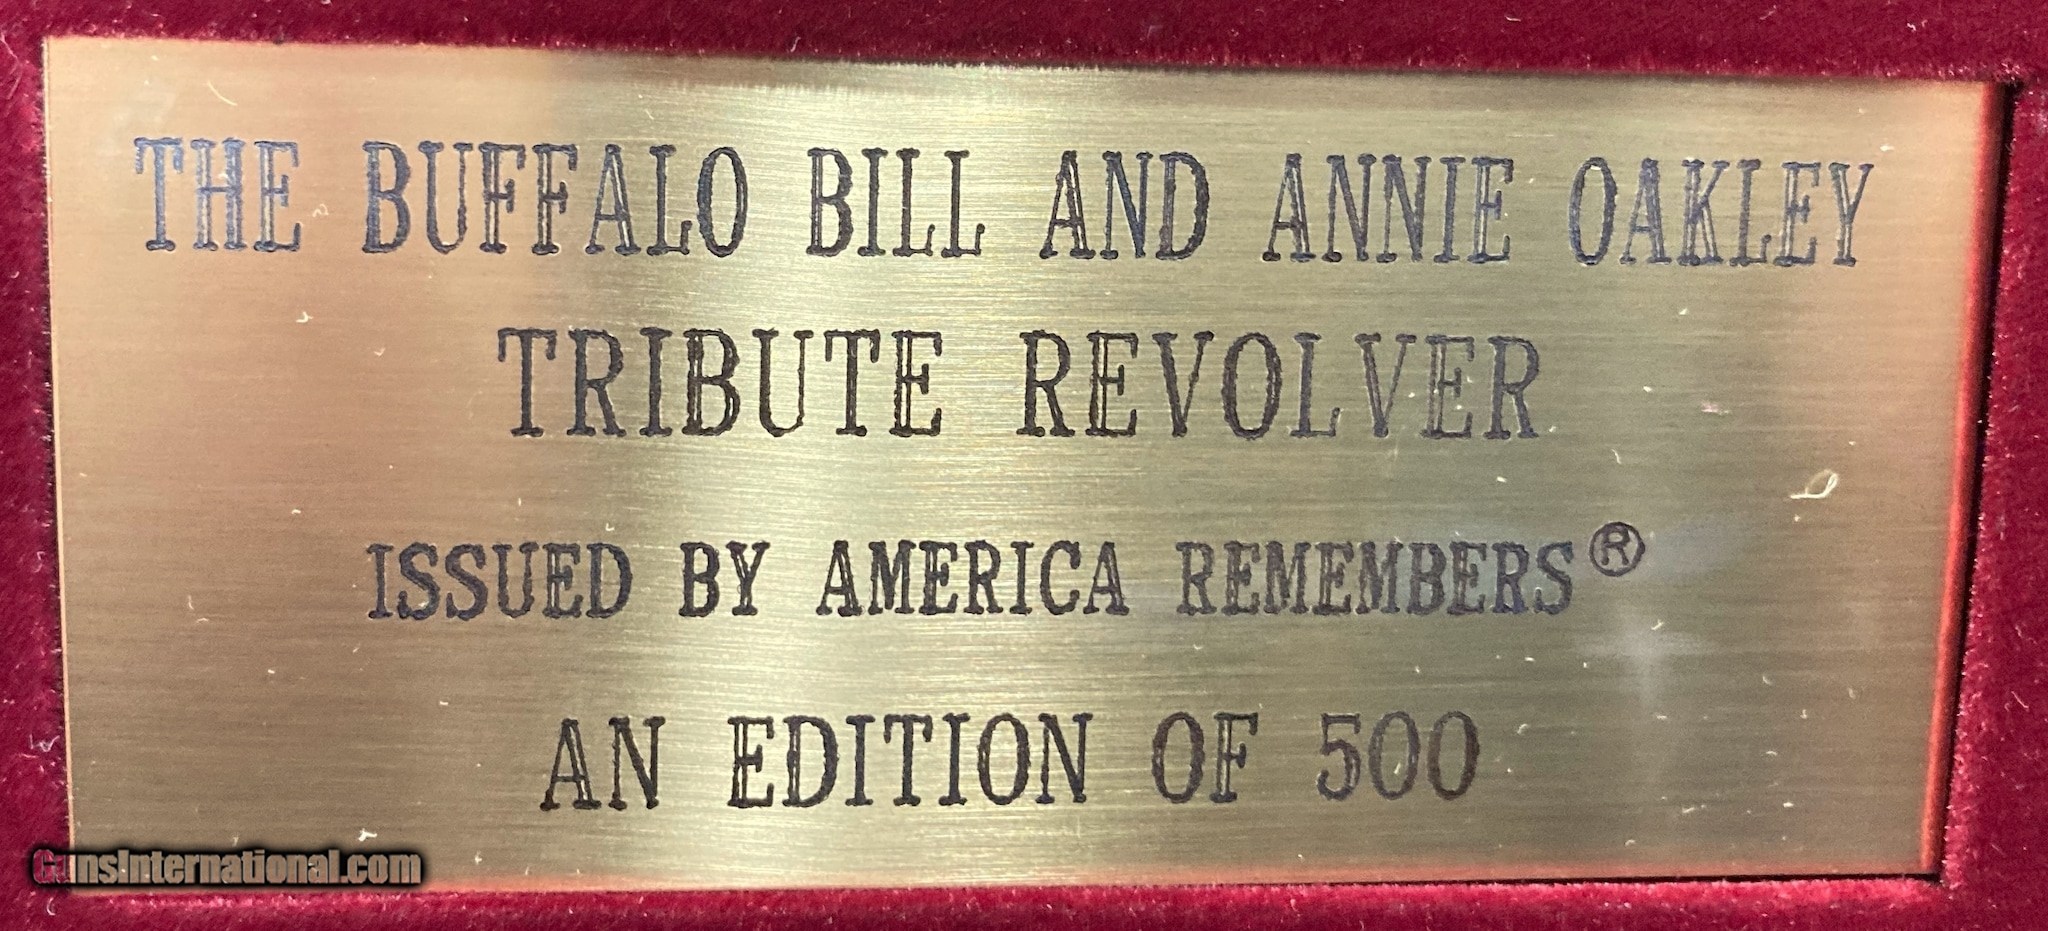 THE BUFFALO BILL AND ANNIE OAKLEY
TRIBUTE REVOLVER
ISSUED BY AMERICA REMEMBERS®
AN EDITION OF 500
GunsInternational.com